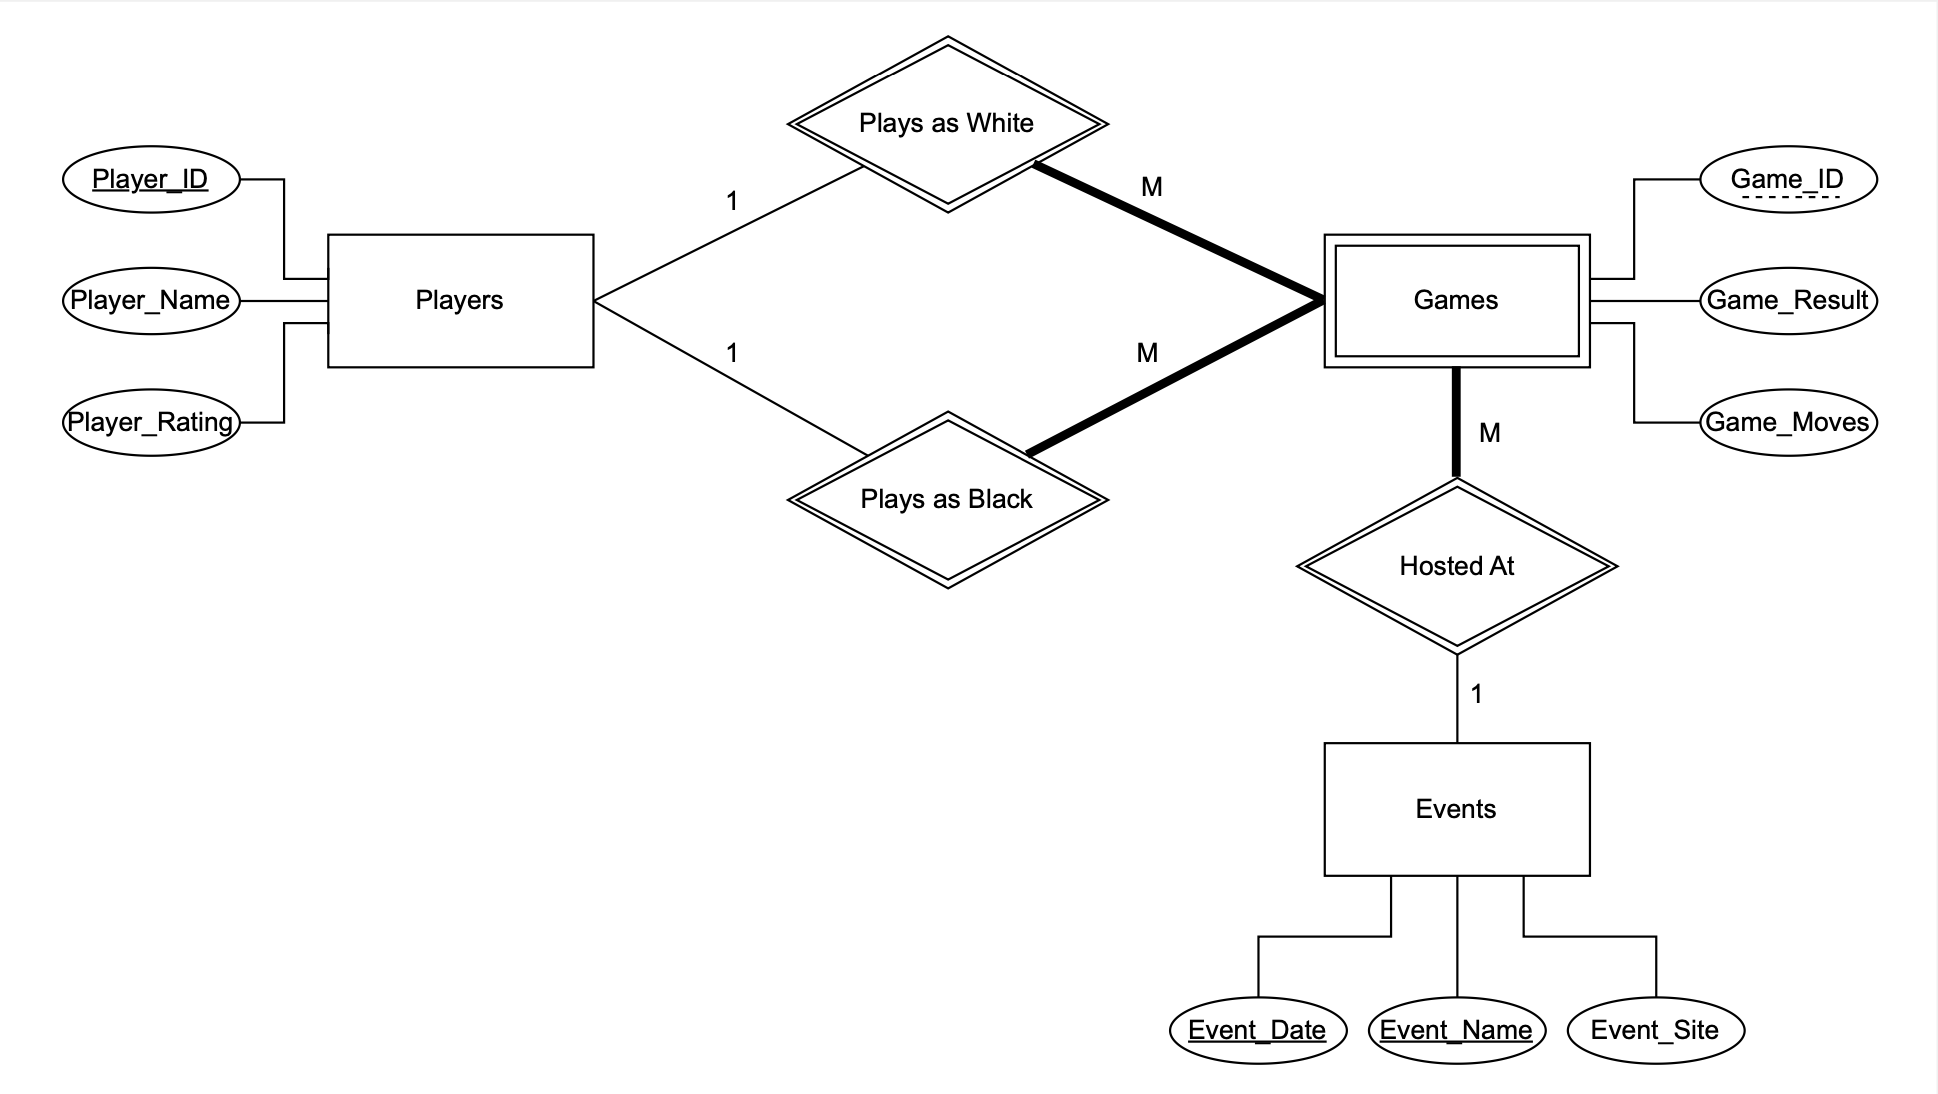 Plays as White
Player_ID
M
Game_ID
1
Player_Name
Players
Games
Game_Result
1
M
Player_Rating
Game_Moves
M
Plays as Black
Hosted At
1
Events
Event_Date
Event_Name
Event_Site